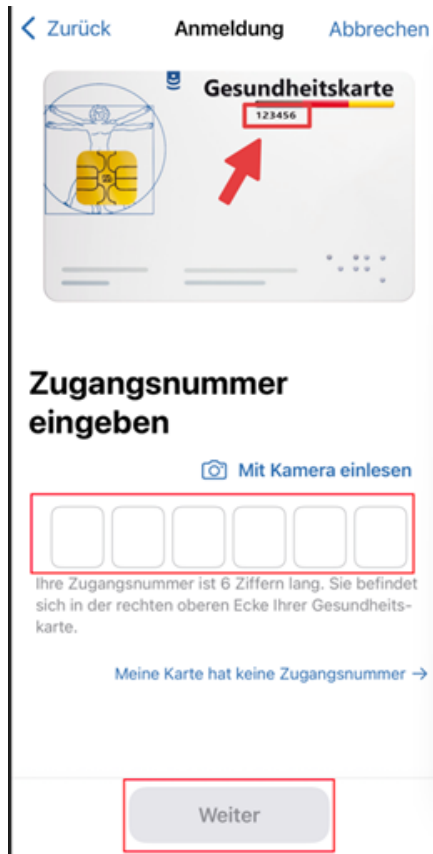 Zurück Anmeldung Abbrechen
Gesundheitskarte
123456
Zugangsnummer
eingeben
Mit Kamera einlesen
Ihre Zugangsnummer ist 6 Ziffern lang. Sie befindet
sich in der rechten oberen Ecke Ihrer Gesundheits-
karte.
Meine Karte hat keine Zugangsnummer →
Weiter